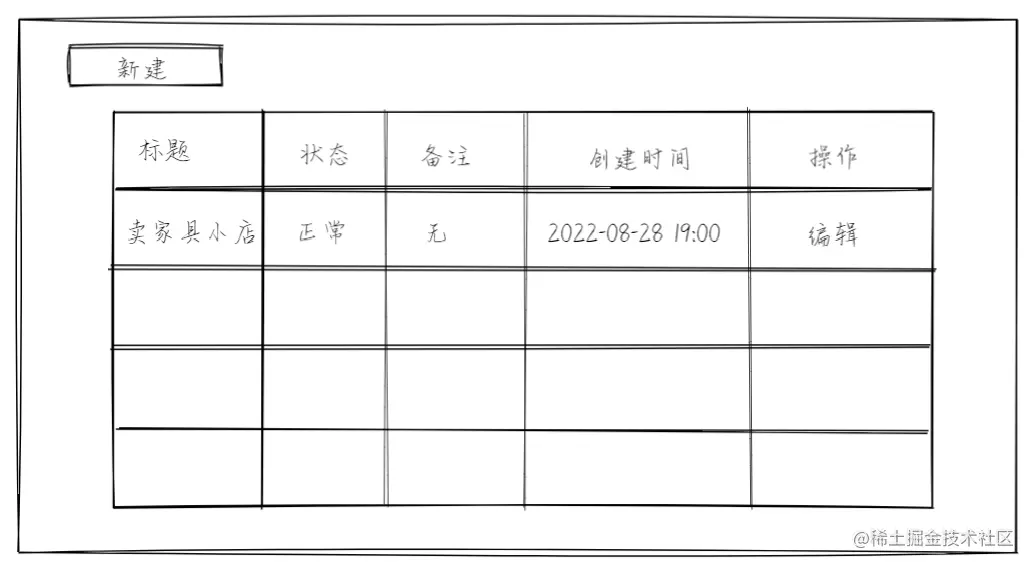 新建
标题 状态 备注 创建时间 操作
卖家具小店 正常 无 2022-08-28 19:00 编辑
@稀土掘金技术社区